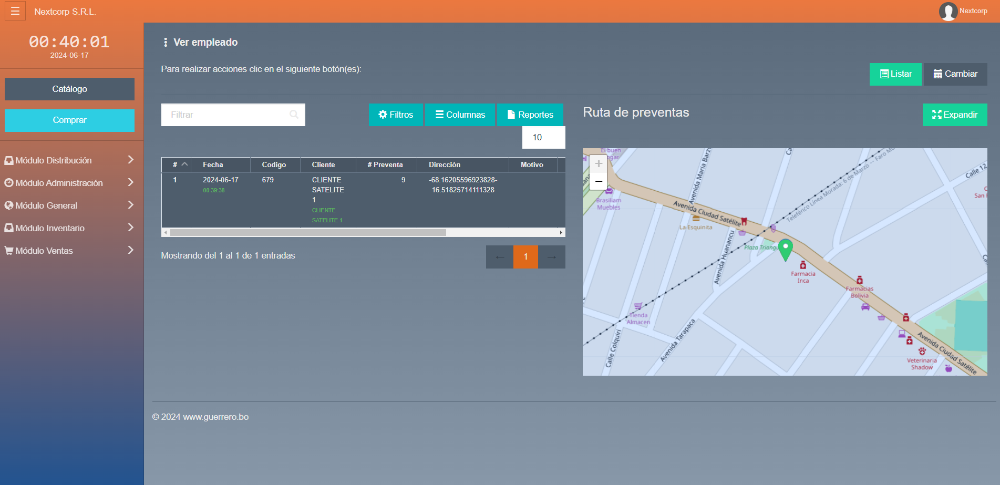 Nextcorp S.R.L.
Nextcorp
00:40:01
2024-06-17
Catálogo
Comprar
Módulo Distribución
Módulo Administración
Módulo General
Módulo Inventario
Módulo Ventas
Ver empleado
Para realizar acciones clic en el siguiente botón(es):
Listar
Cambiar
Filtrar
Filtros
Columnas
Reportes
10
# Fecha Codigo Cliente # Preventa Dirección Motivo
1 2024-06-17 679 CLIENTE 9 -68.16205596923828-
00:39:38 SATELITE 16.51825714111328
1
CLIENTE
SATELITE 1
Mostrando del 1 al 1 de 1 entradas
← 1 →
Ruta de preventas
Expandir
+
−
El buen
ogar
Brasiliam
Muebles
Avenida María Barzo
Avenida Ciudad Satélite
La Esquinita
Avenida Huanancu
Plaza Triangu
Teleférico Línea Morada: 6 de Marzo -- Faro Mu
Calle 12
San
Farmacia
Inca
Farmacias
Bolivia
Tienda
Almacen
Calle Colquiri
Avenida Tarapaca
Avenida Ciudad Satélite
Veterinaria
Shadow
© 2024 www.guerrero.bo